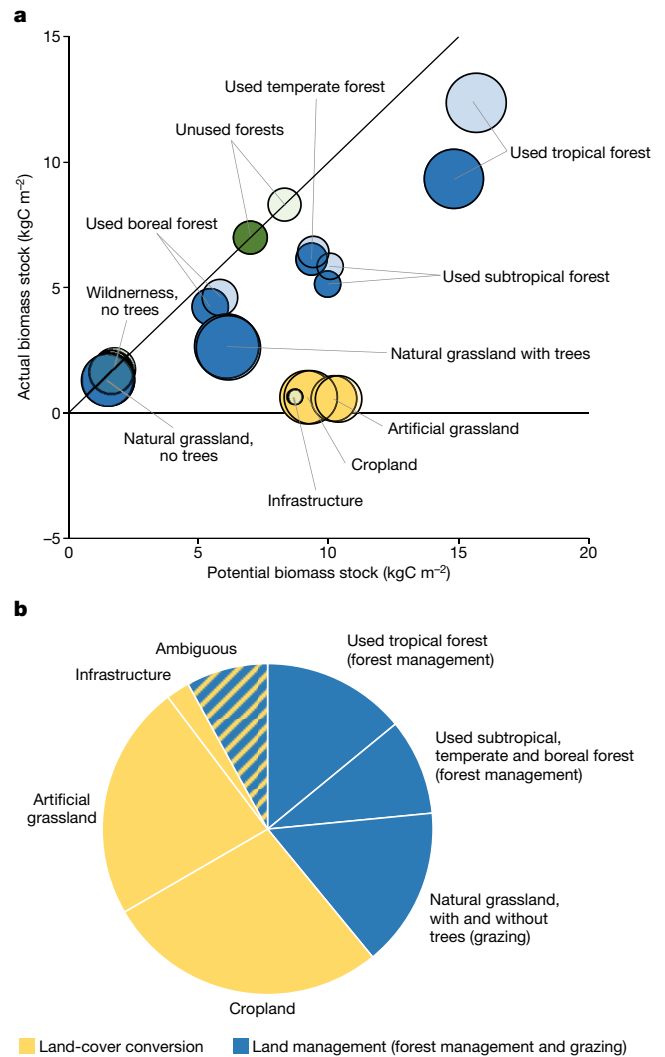 a
15
10
5
0
−5
0
5
10
15
20
Actual biomass stock (kgC m−2)
Potential biomass stock (kgC m−2)
Used temperate forest
Unused forests
Used tropical forest
Used boreal forest
Used subtropical forest
Wildnerness,
no trees
Natural grassland with trees
Artificial grassland
Natural grassland,
no trees
Cropland
Infrastructure
b
Ambiguous
Used tropical forest
(forest management)
Infrastructure
Used subtropical,
temperate and boreal forest
(forest management)
Artificial
grassland
Natural grassland,
with and without
trees (grazing)
Cropland
Land-cover conversion
Land management (forest management and grazing)